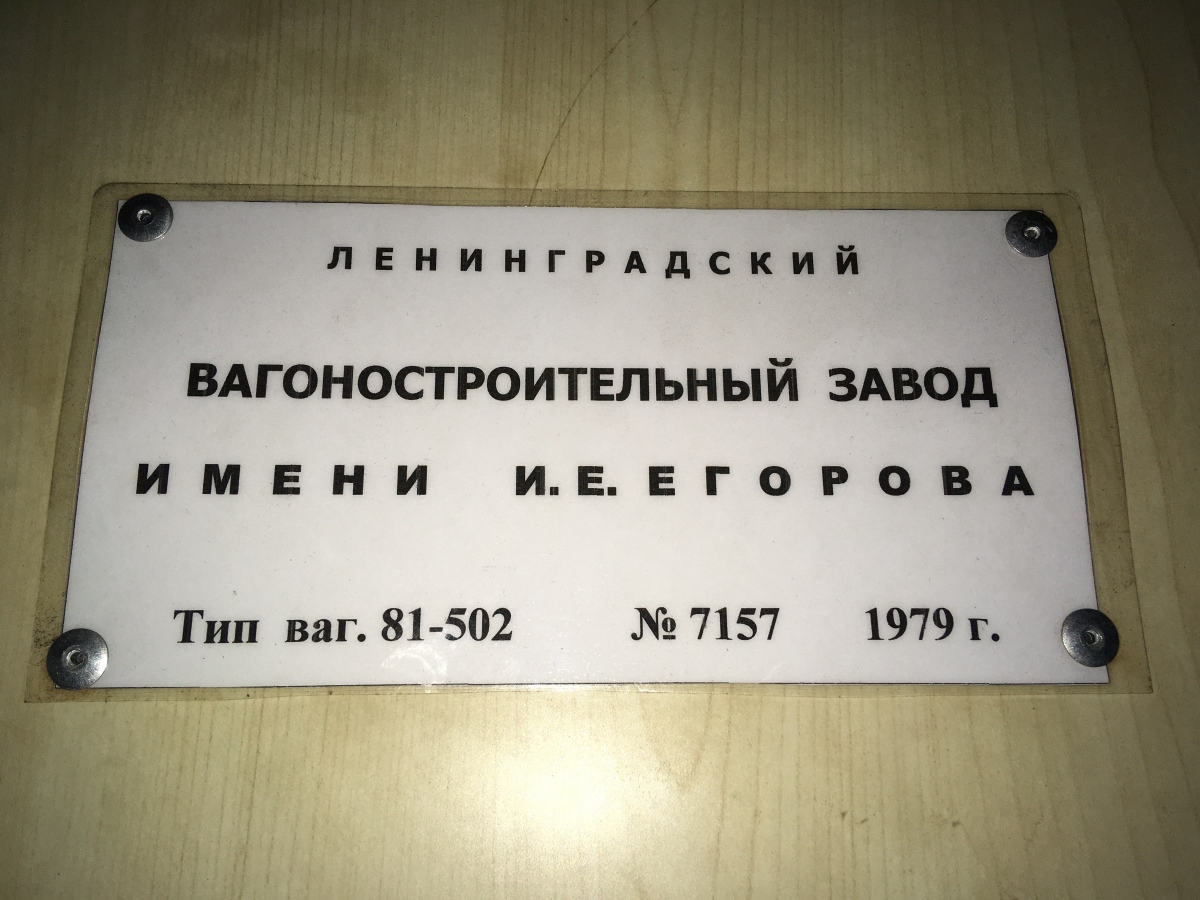 ЛЕНИНГРАДСКИЙ
ВАГОНОСТРОИТЕЛЬНЫЙ ЗАВОД
ИМЕНИ И.Е.ЕГОРОВА
Тип ваг. 81-502 № 7157 1979 г.